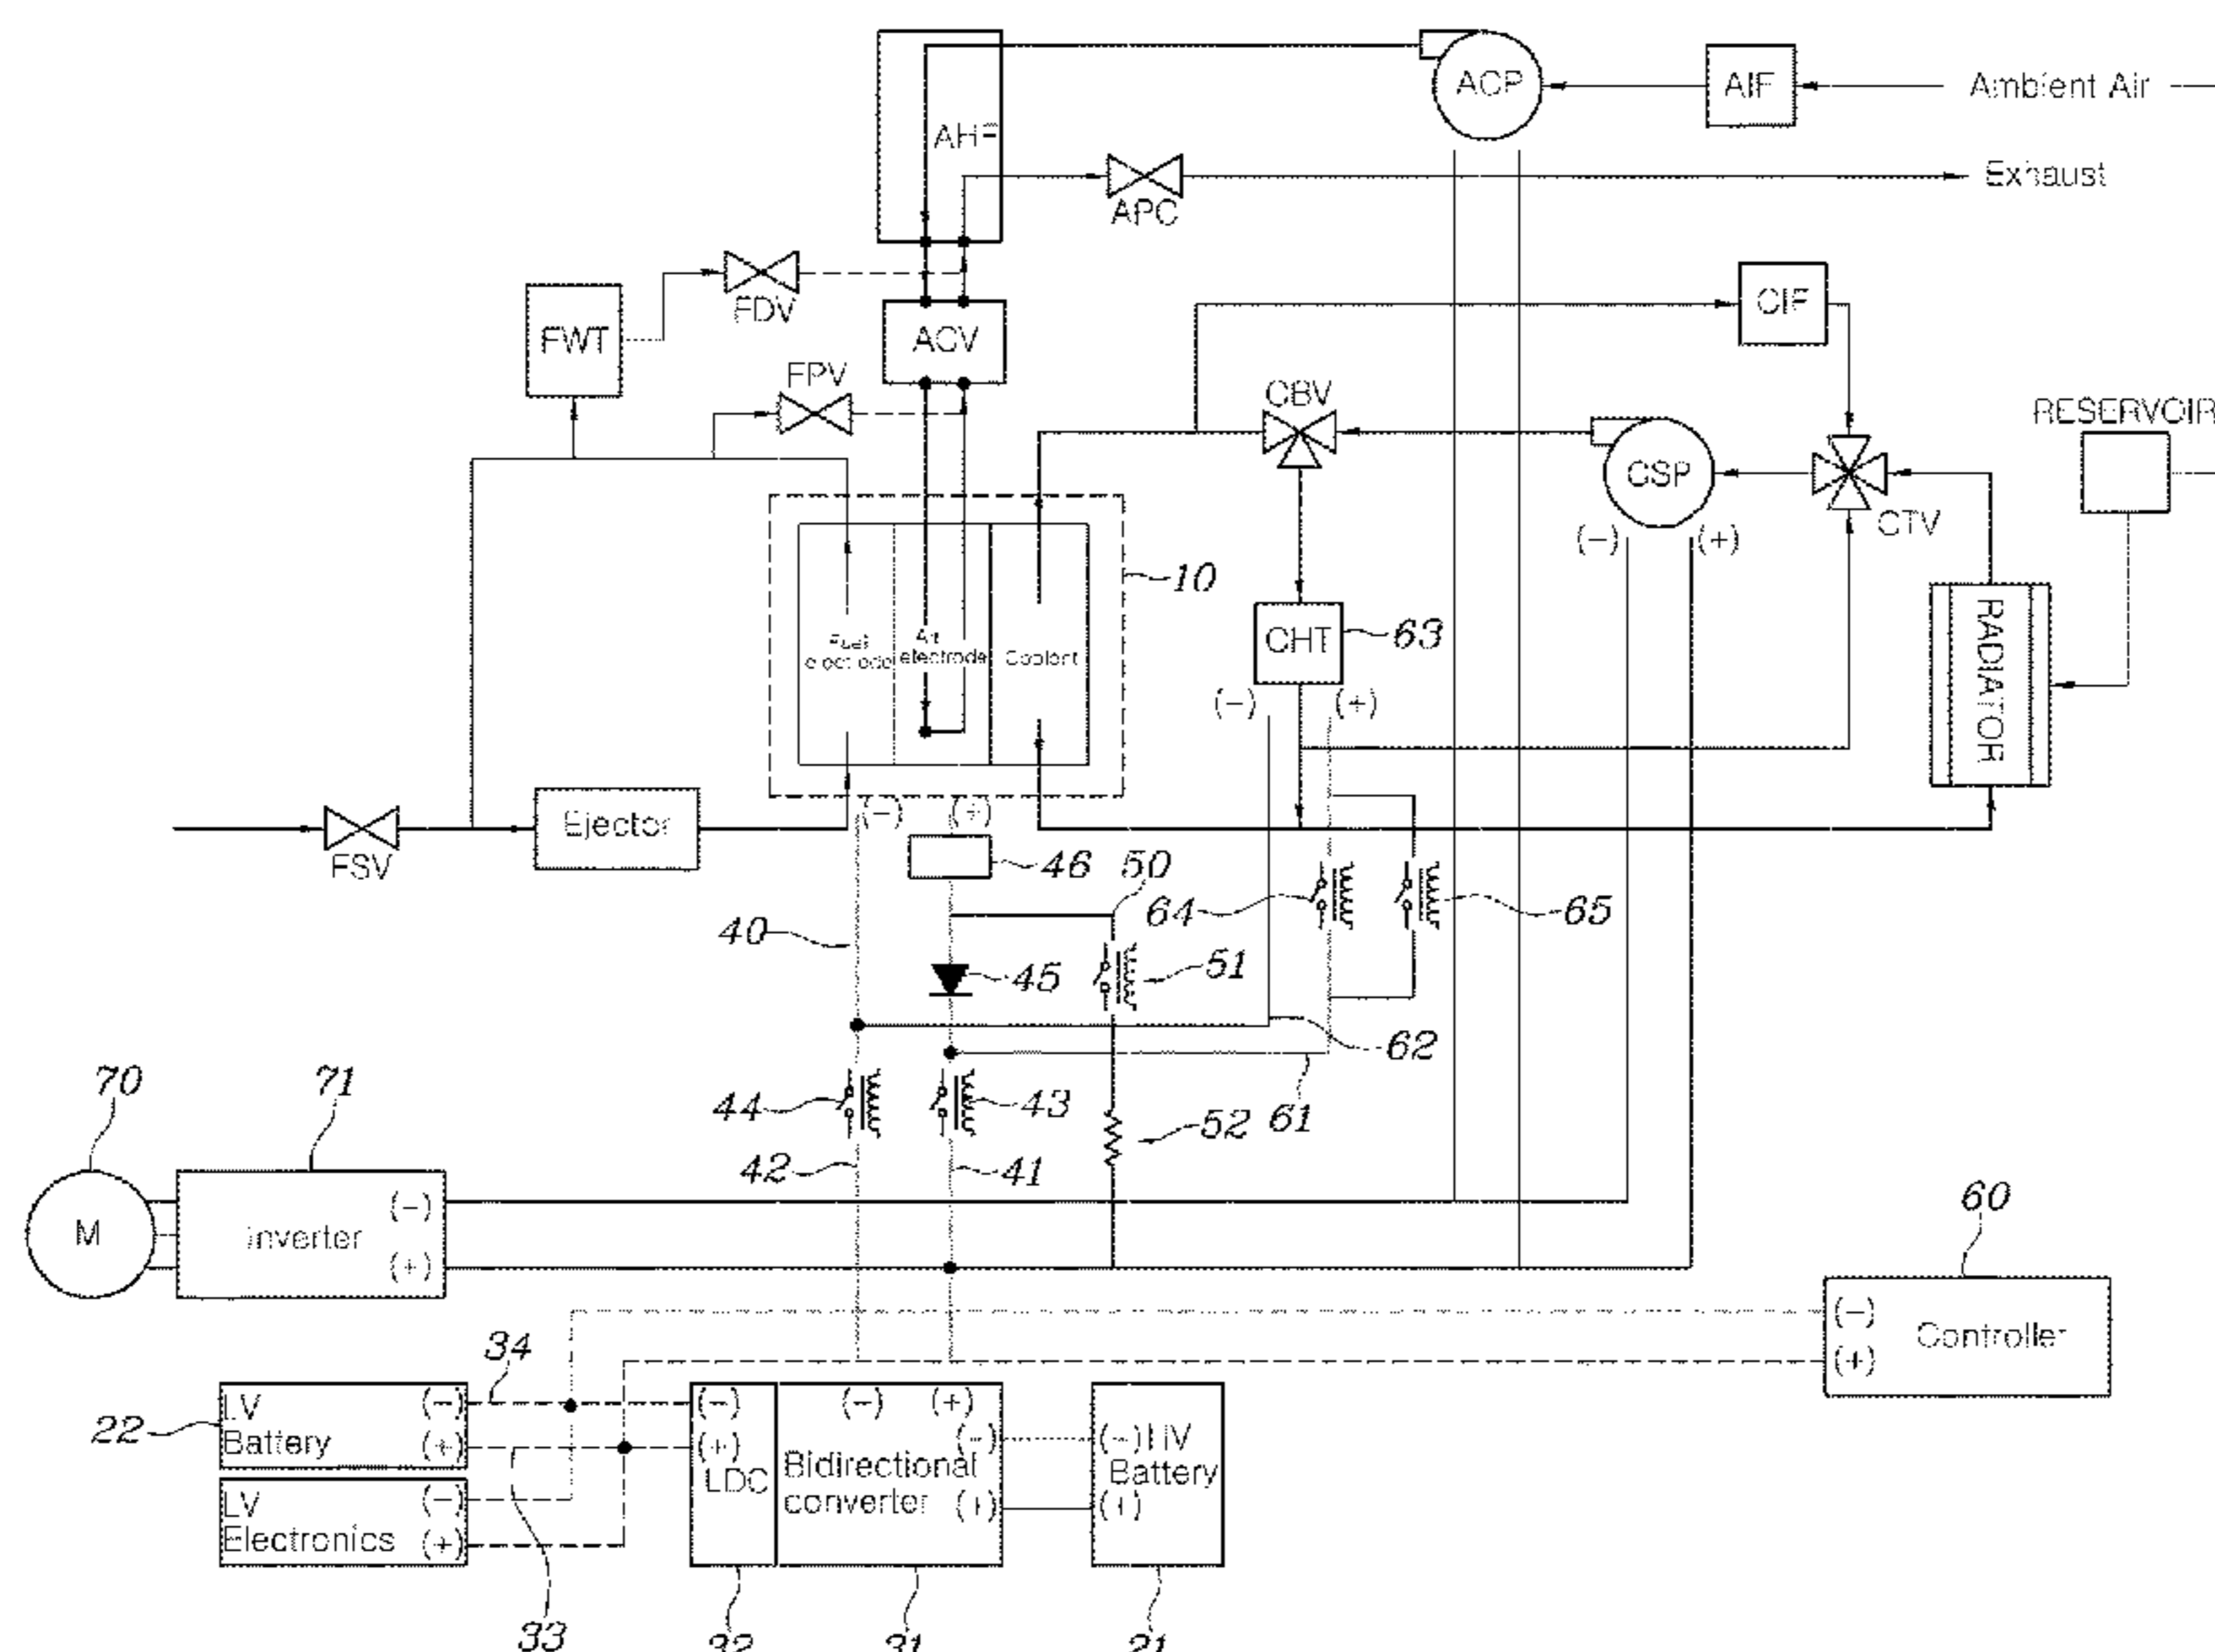 ACP
AIF
Ambient Air
AHF
APC
Exhaust
FDV
CIF
FWT
ACV
FPV
CBV
RESERVOIR
CSP
(-)
(+)
CTV
10
Fuel electrode
Air electrode
Coolant
CHT
63
(-)
(+)
RADIATOR
(-)
(+)
Ejector
FSV
46
50
64
65
40
45
51
62
70
71
44
43
52
61
42
41
60
M
Inverter
(-)
(+)
(-)
(+)
Controller
34
LV
Battery
(-)
(+)
22
(-)
(+)
LDC
(-)
(+)
Bidirectional
converter
(-)
(+)
(-)
(+)
HV
Battery
LV
Electronics
(-)
(+)
33
32
31
21